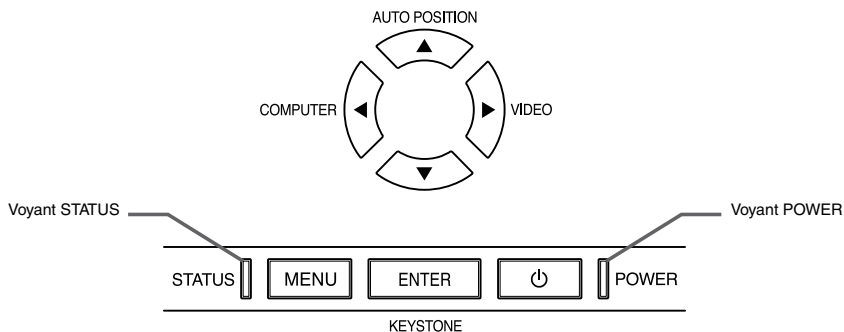 AUTO POSITION
COMPUTER VIDEO
Voyant STATUS Voyant POWER
STATUS MENU ENTER POWER
KEYSTONE